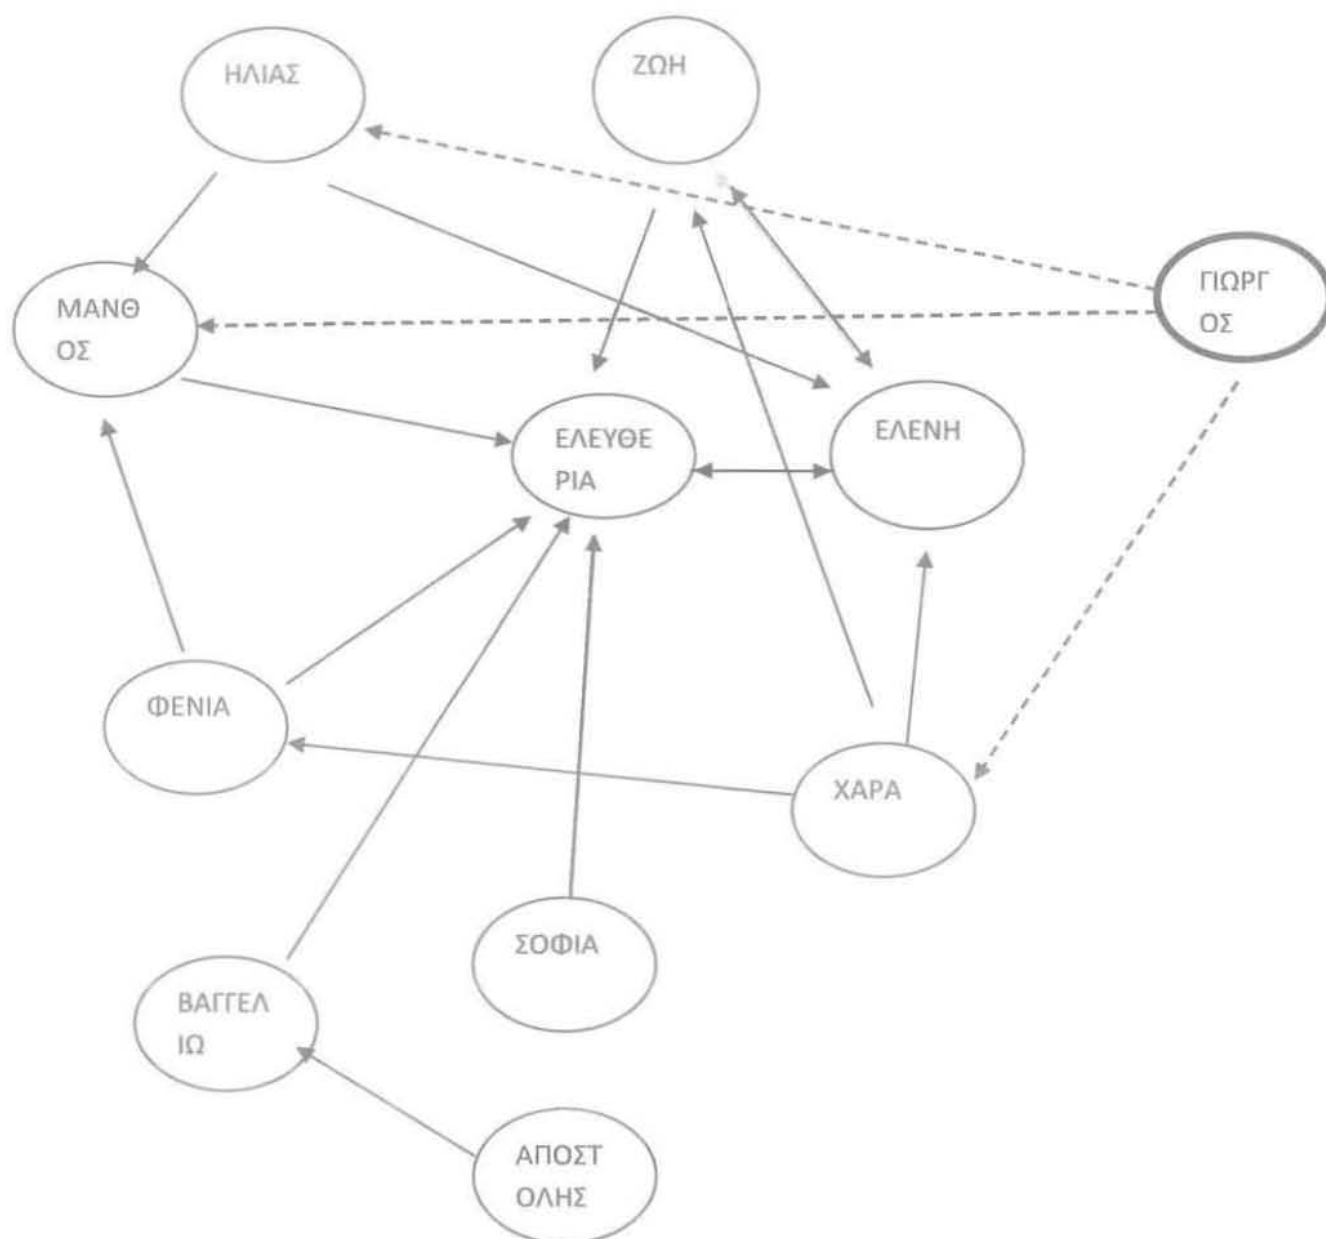 ΗΛΙΑΣ
ΖΩΗ
ΓΙΩΡΓ
ΟΣ
ΜΑΝΘ
ΟΣ
ΕΛΕΥΘΕ
ΡΙΑ
ΕΛΕΝΗ
ΦΕΝΙΑ
ΧΑΡΑ
ΣΟΦΙΑ
ΒΑΓΓΕΛ
ΙΩ
ΑΠΟΣΤ
ΟΛΗΣ